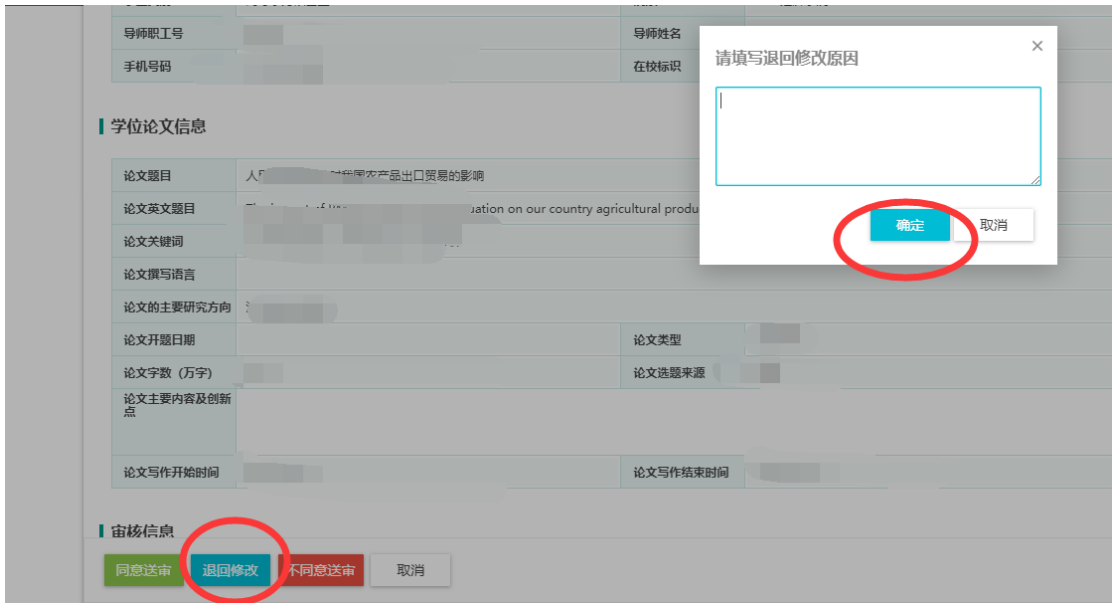 导师职工号 导师姓名
手机号码 在校标识
请填写退回修改原因
×
确定 取消
学位论文信息
论文题目 对我国农产品出口贸易的影响
论文英文题目 uation on our country agricultural produ
论文关键词
论文撰写语言
论文的主要研究方向
论文开题日期 论文类型
论文字数（万字） 论文选题来源
论文主要内容及创新
点
论文写作开始时间 论文写作结束时间
审核信息
同意送审 退回修改 不同意送审 取消